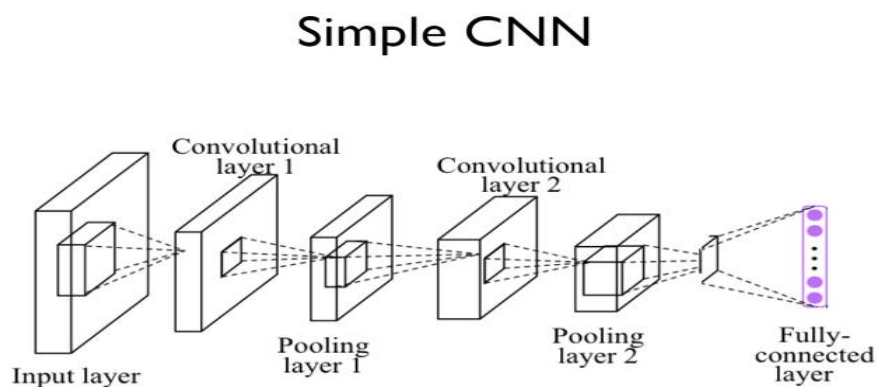 Simple CNN
Convolutional
layer 1
Convolutional
layer 2
Input layer
Pooling
layer 1
Pooling
layer 2
Fully-
connected
layer